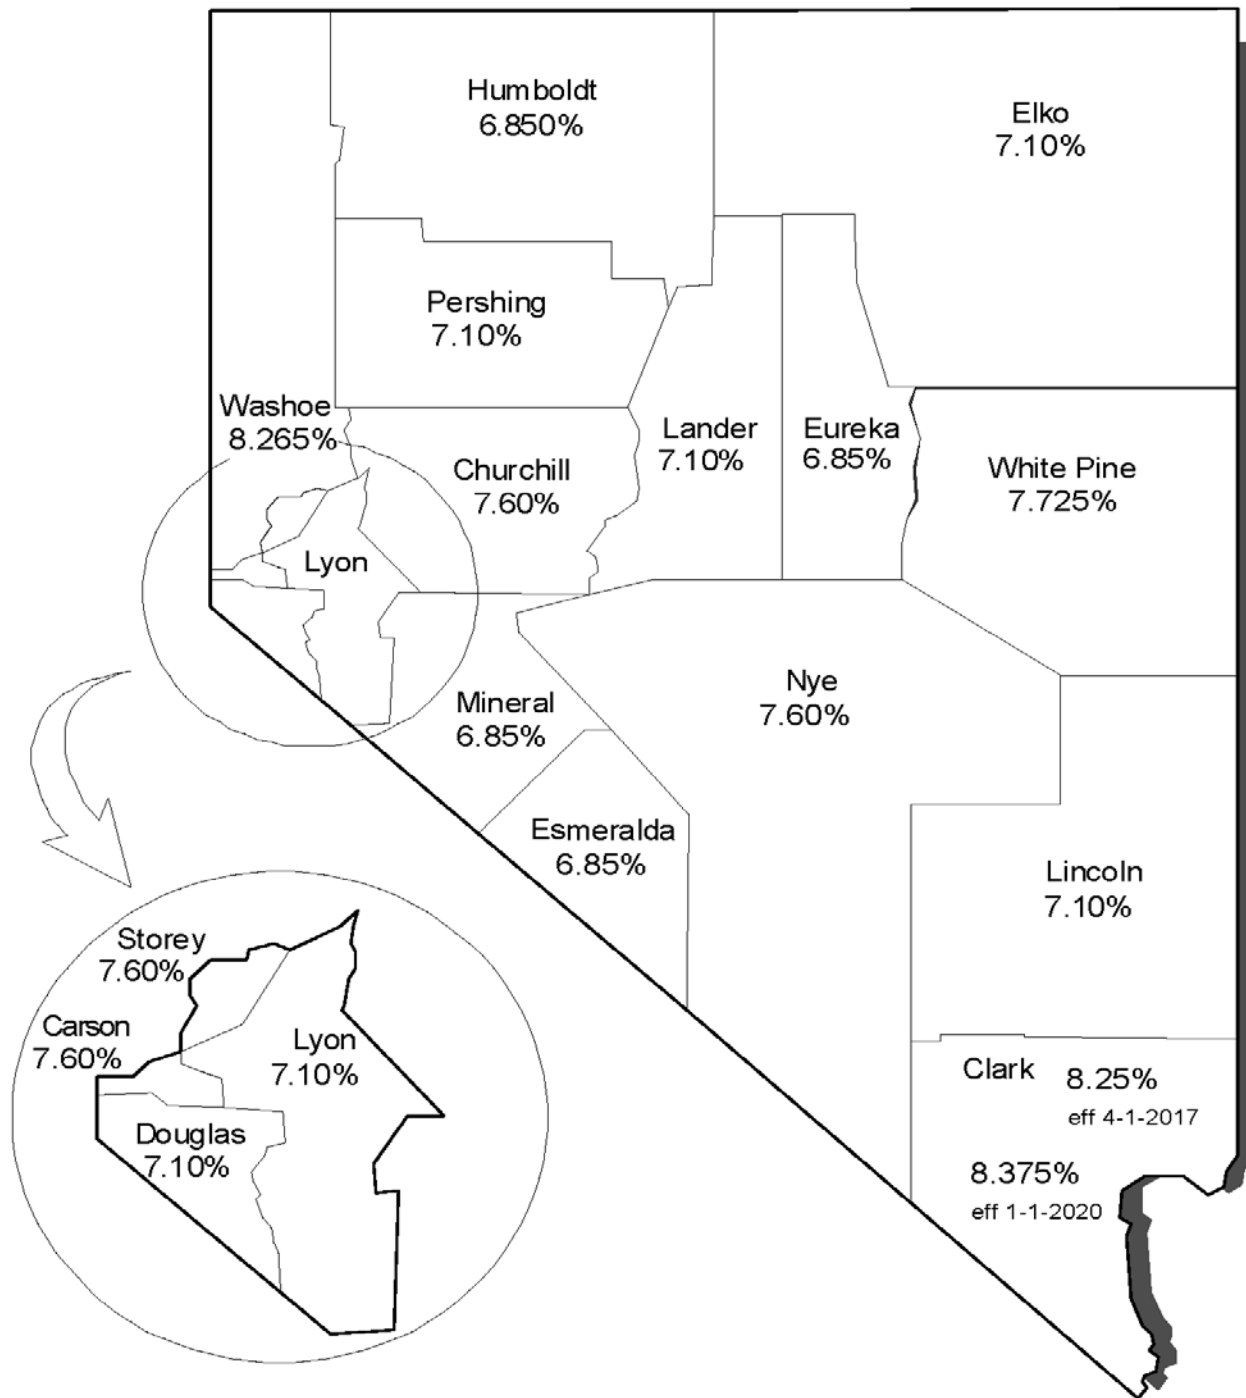 Humboldt
6.850%
Elko
7.10%
Pershing
7.10%
Washoe
8.265%
Churchill
7.60%
Lander
7.10%
Eureka
6.85%
White Pine
7.725%
Lyon
Mineral
6.85%
Nye
7.60%
Esmeralda
6.85%
Lincoln
7.10%
Storey
7.60%
Carson
7.60%
Lyon
7.10%
Douglas
7.10%
Clark
8.25%
eff 4-1-2017
8.375%
eff 1-1-2020